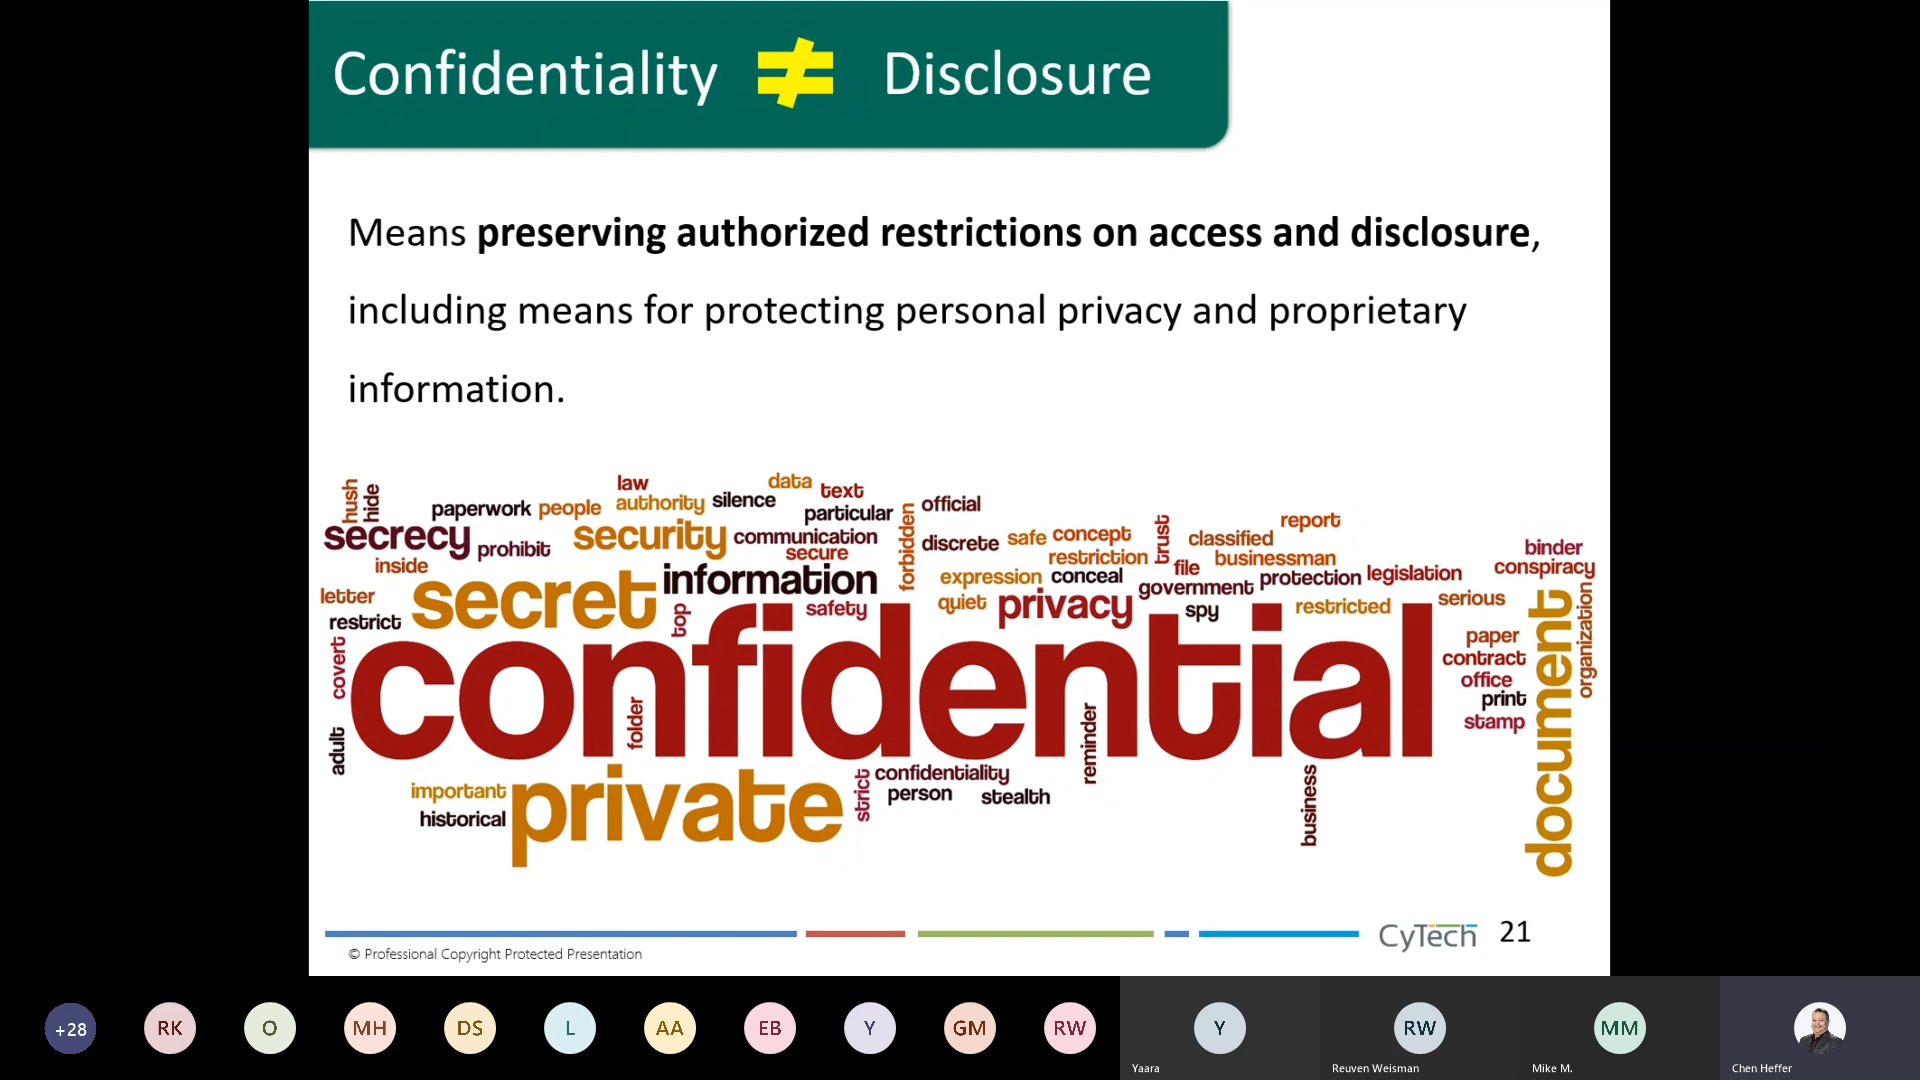 Confidentiality ≠ Disclosure
Means preserving authorized restrictions on access and disclosure,
including means for protecting personal privacy and proprietary
information.
hush
hide
paperwork
people
law
authority
silence
data
text
particular
official
secrecy
prohibit
security
communication
secure
forbidden
discrete
safe
concept
restriction
trust
classified
report
businessman
inside
secret
information
expression
conceal
file
government
protection
legislation
binder
conspiracy
letter
restrict
top
safety
quiet
privacy
spy
restricted
serious
covert
confidential
paper
contract
office
print
stamp
document
organization
adult
folder
reminder
important
historical
private
strict
confidentiality
person
stealth
business
CyTech 21
© Professional Copyright Protected Presentation
+28
RK
O
MH
DS
L
AA
EB
Y
GM
RW
Y
RW
MM
Yaara
Reuven Weisman
Mike M.
Chen Heffer